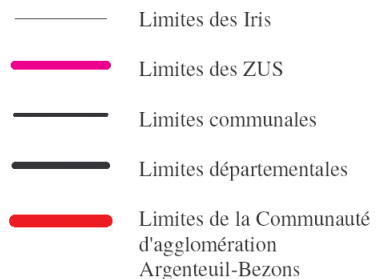 Limites des Iris
Limites des ZUS
Limites communales
Limites départementales
Limites de la Communauté
d'agglomération
Argenteuil-Bezons